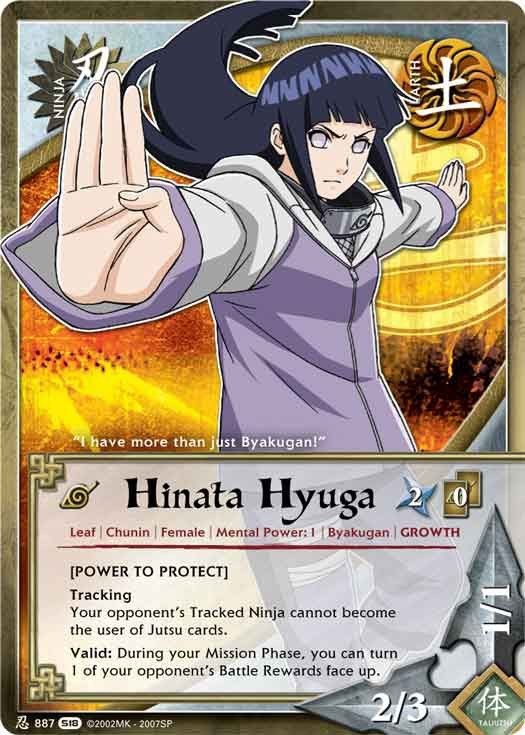 NINJA 刃
EARTH 土
"I have more than just Byakugan!"
Hinata Hyuga 2 0
Leaf | Chunin | Female | Mental Power: 1 | Byakugan | GROWTH
[POWER TO PROTECT]
Tracking
Your opponent's Tracked Ninja cannot become
the user of Jutsu cards.
Valid: During your Mission Phase, you can turn
1 of your opponent's Battle Rewards face up.
1/1
2/3
体
TAIJUTSU
忍 887 S18 ©2002MK - 2007SP